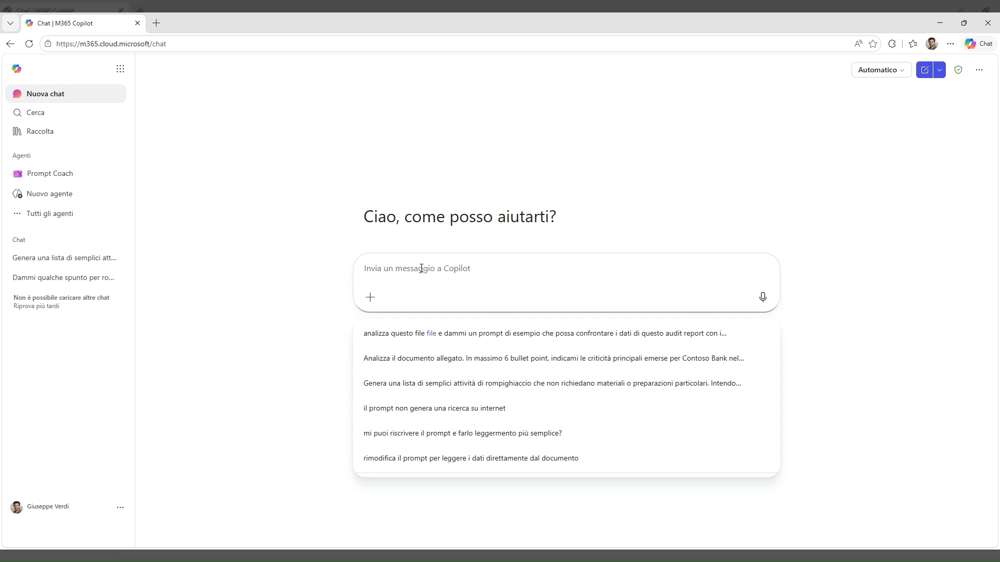 Chat | M365 Copilot
https://m365.cloud.microsoft/chat
Chat
Automatico
Nuova chat
Cerca
Raccolta
Agenti
Prompt Coach
Nuovo agente
Tutti gli agenti
Chat
Genera una lista di semplici att...
Dammi qualche spunto per ro...
Non è possibile caricare altre chat
Riprova più tardi
Giuseppe Verdi
Ciao, come posso aiutarti?
Invia un messaggio a Copilot
analizza questo file file e dammi un prompt di esempio che possa confrontare i dati di questo audit report con i...
Analizza il documento allegato. In massimo 6 bullet point, indicami le criticità principali emerse per Contoso Bank nel...
Genera una lista di semplici attività di rompighiaccio che non richiedano materiali o preparazioni particolari. Intendo...
il prompt non genera una ricerca su internet
mi puoi riscrivere il prompt e farlo leggermento più semplice?
rimodifica il prompt per leggere i dati direttamente dal documento